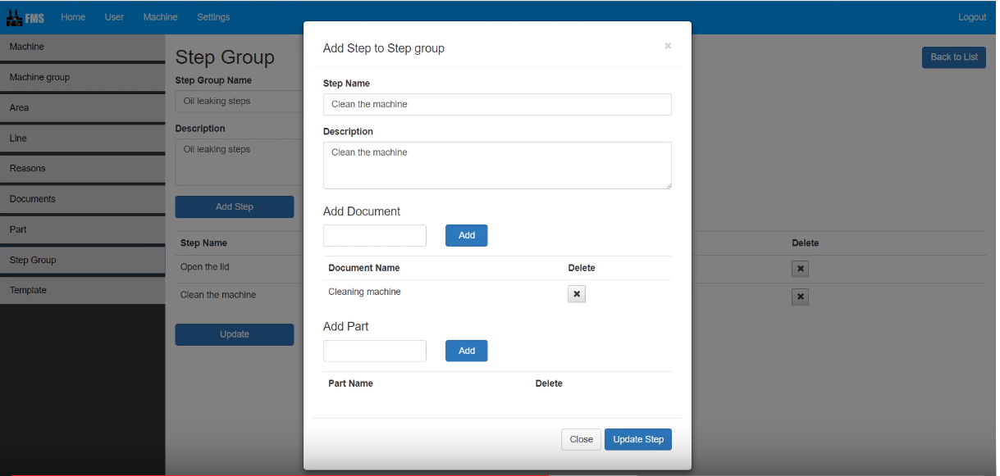 FMS Home User Machine Settings Logout
Machine
Machine group
Area
Line
Reasons
Documents
Part
Step Group
Template
Step Group
Back to List
Step Group Name
Oil leaking steps
Description
Oil leaking steps
Add Step
Step Name Delete
Open the lid
Clean the machine
Update
Add Step to Step group ×
Step Name
Clean the machine
Description
Clean the machine
Add Document
Add
Document Name Delete
Cleaning machine
Add Part
Add
Part Name Delete
Close Update Step